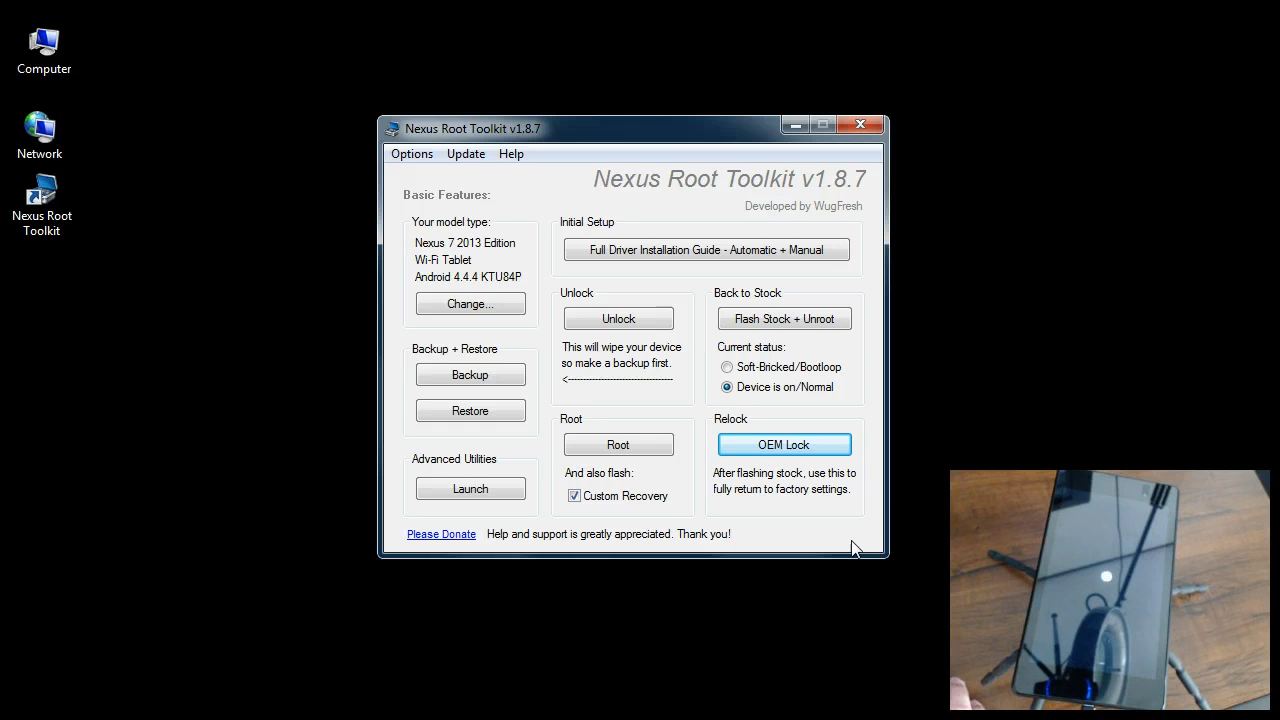 Computer
Network
Nexus Root
Toolkit
Nexus Root Toolkit v1.8.7
Options Update Help
Nexus Root Toolkit v1.8.7
Developed by WugFresh
Basic Features:
Your model type:
Nexus 7 2013 Edition
Wi-Fi Tablet
Android 4.4.4 KTU84P
Change...
Backup + Restore
Backup
Restore
Advanced Utilities
Launch
Initial Setup
Full Driver Installation Guide - Automatic + Manual
Unlock
Unlock
This will wipe your device
so make a backup first.
<-----------------------------------
Back to Stock
Flash Stock + Unroot
Current status:
Soft-Bricked/Bootloop
Device is on/Normal
Root
Root
And also flash:
Custom Recovery
Relock
OEM Lock
After flashing stock, use this to
fully return to factory settings.
Please Donate Help and support is greatly appreciated. Thank you!